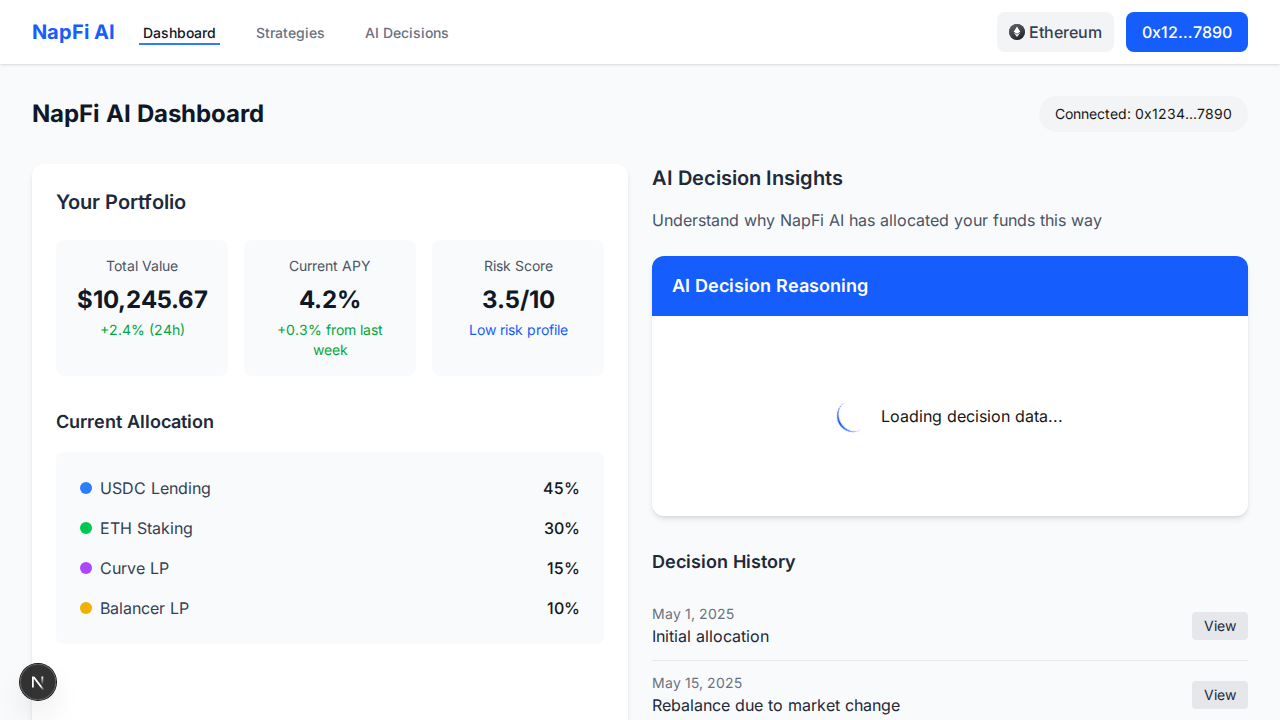 NapFi AI
Dashboard
Strategies
AI Decisions
Ethereum
0x12...7890
NapFi AI Dashboard
Connected: 0x1234...7890
Your Portfolio
Total Value
$10,245.67
+2.4% (24h)
Current APY
4.2%
+0.3% from last
week
Risk Score
3.5/10
Low risk profile
Current Allocation
USDC Lending 45%
ETH Staking 30%
Curve LP 15%
Balancer LP 10%
N
AI Decision Insights
Understand why NapFi AI has allocated your funds this way
AI Decision Reasoning
Loading decision data...
Decision History
May 1, 2025
Initial allocation
View
May 15, 2025
Rebalance due to market change
View